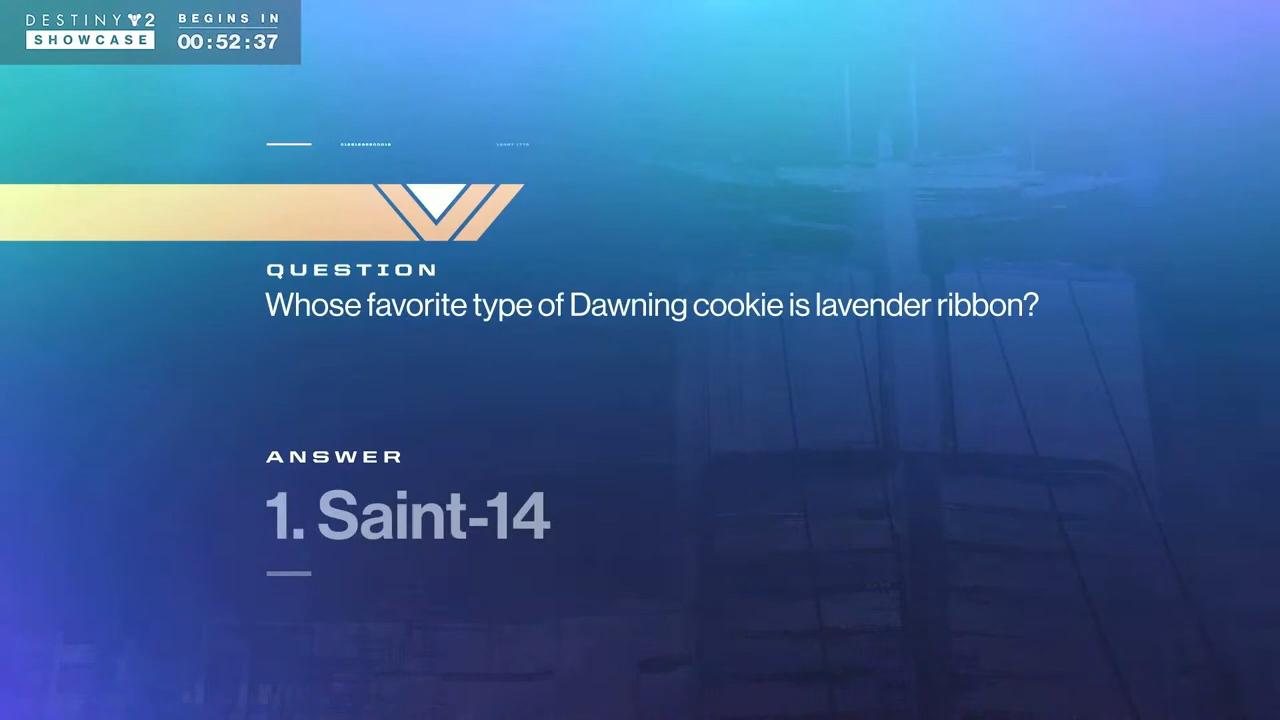 DESTINY 2
SHOWCASE
BEGINS IN
00:52:37
QUESTION
Whose favorite type of Dawning cookie is lavender ribbon?
ANSWER
1. Saint-14